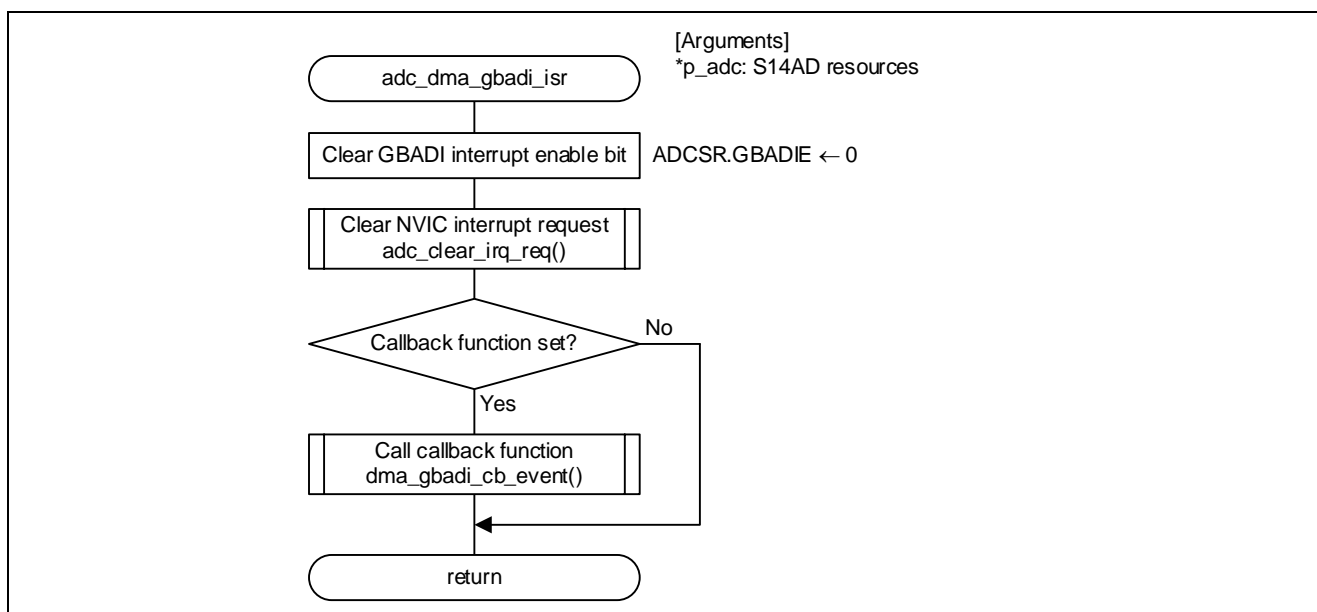 [Arguments]
*p_adc: S14AD resources
adc_dma_gbadi_isr
Clear GBADI interrupt enable bit
ADCSR.GBADIE ← 0
Clear NVIC interrupt request
adc_clear_irq_req()
Callback function set?
No
Yes
Call callback function
dma_gbadi_cb_event()
return